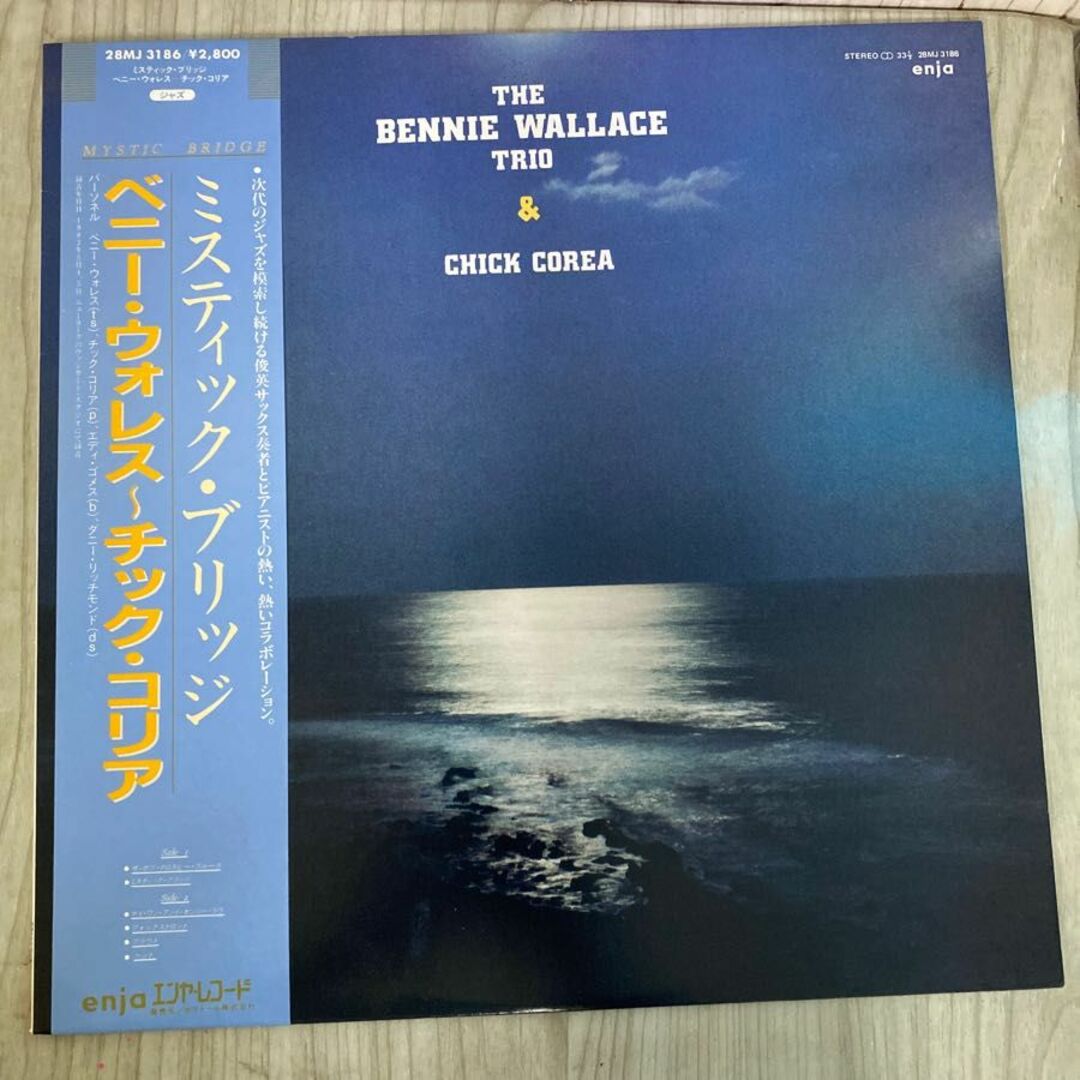 28MJ 3186/¥2,800
ミスティック・ブリッジ
ベニー・ウォレス チック・コリア
ジャズ
MYSTIC BRIDGE
・次代のジャズを模索し続ける俊英サックス奏者とピアニストの熱い、熱いコラボレーション。
ミスティック・ブリッジ
ベニー・ウォレス〜チック・コリア
パーソネル ベニー・ウォレス(ts)、チック・コリア(p)、エディ・ゴメス(b)、ダニー・リッチモンド(ds)
Side 1
Side 2
enja エンヤ・レコード
STEREO 33⅓ 28MJ 3186
enja
THE
BENNIE WALLACE
TRIO
&
CHICK COREA